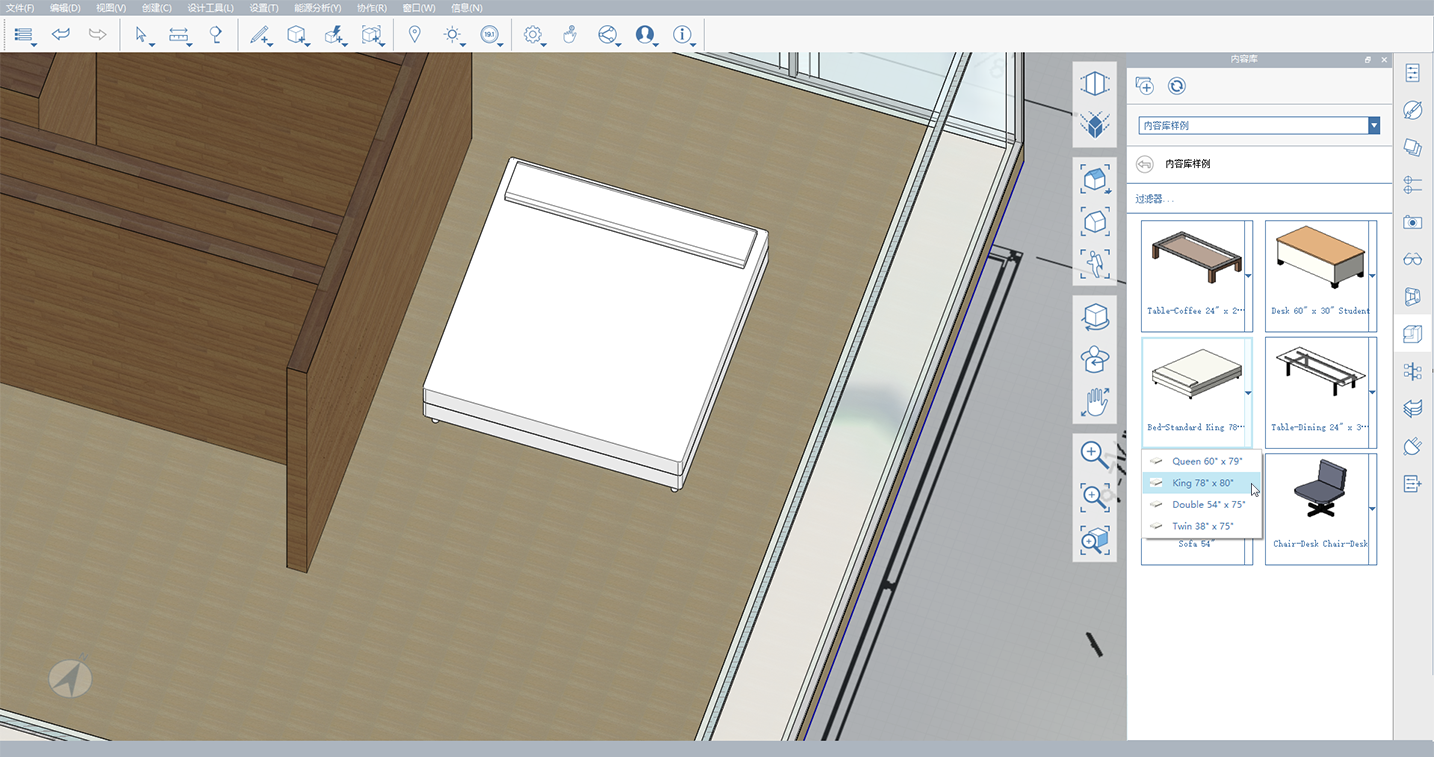 文件(F) 编辑(D) 视图(V) 创建(C) 设计工具(L) 设置(T) 能源分析(Y) 协作(R) 窗口(W) 信息(N)
19.1
内容库
内容库样例
内容库样例
过滤器...
Table-Coffee 24" x 2···
Desk 60" x 30" Student
Bed-Standard King 78···
Table-Dining 24" x 3···
Queen 60" x 79"
King 78" x 80"
Double 54" x 75"
Twin 38" x 75"
Sofa 54"
Chair-Desk Chair-Desk